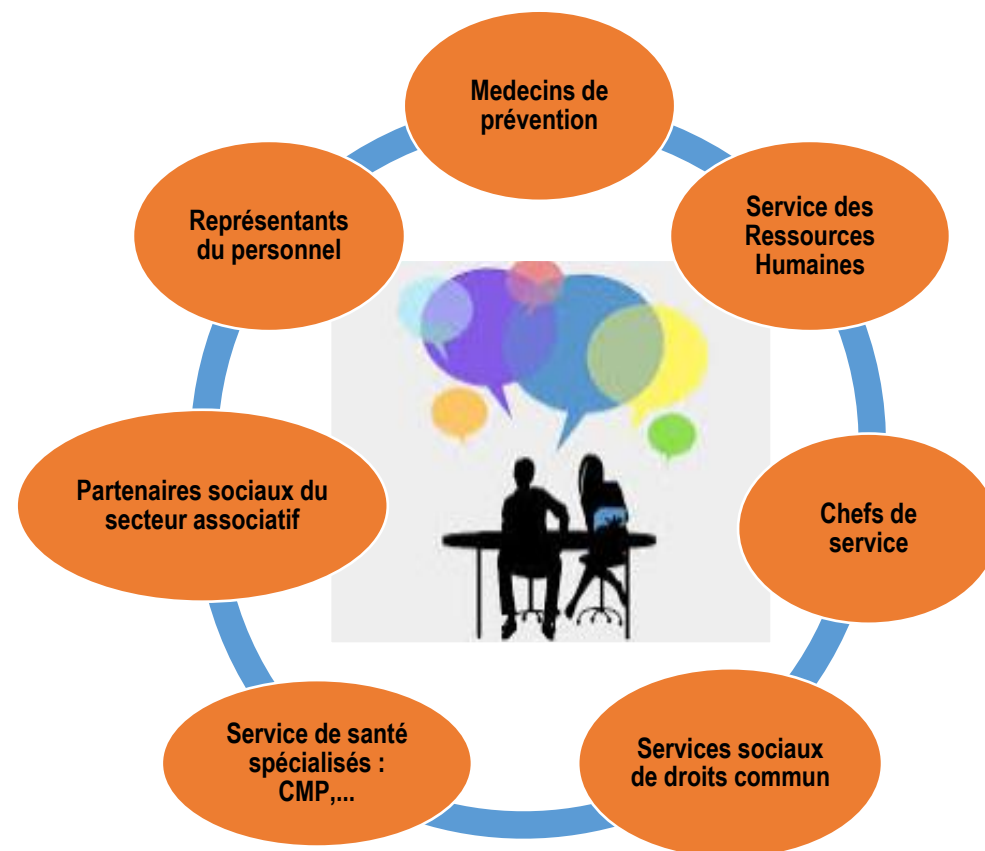 Medecins de
prévention
Service des
Ressources
Humaines
Chefs de
service
Services sociaux
de droits commun
Service de santé
spécialisés :
CMP,...
Partenaires sociaux du
secteur associatif
Représentants
du personnel